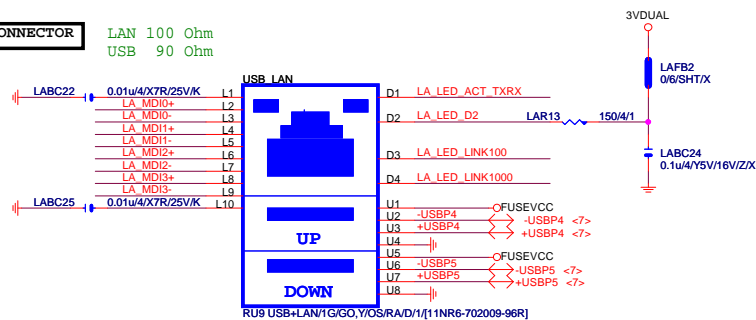 ONNECTOR
LAN 100 Ohm
USB 90 Ohm
3VDUAL
LAFB2
0/6/SHT/X
USB_LAN
LABC22
0.01u/4/X7R/25V/K
L1
LA_MDI0+
L2
LA_MDI0-
L3
LA_MDI1+
L4
LA_MDI1-
L5
LA_MDI2+
L6
LA_MDI2-
L7
LA_MDI3+
L8
LA_MDI3-
L9
LABC25
0.01u/4/X7R/25V/K
L10
D1
LA_LED_ACT_TXRX
D2
LA_LED_D2
LAR13
150/4/1
LABC24
0.1u/4/Y5V/16V/Z/X
D3
LA_LED_LINK100
D4
LA_LED_LINK1000
U1
FUSEVCC
U2
-USBP4
-USBP4 <7>
U3
+USBP4
+USBP4 <7>
U4
U5
FUSEVCC
U6
-USBP5
-USBP5 <7>
U7
+USBP5
+USBP5 <7>
U8
UP
DOWN
RU9 USB+LAN/1G/GO,Y/OS/RA/D/1/[11NR6-702009-96R]